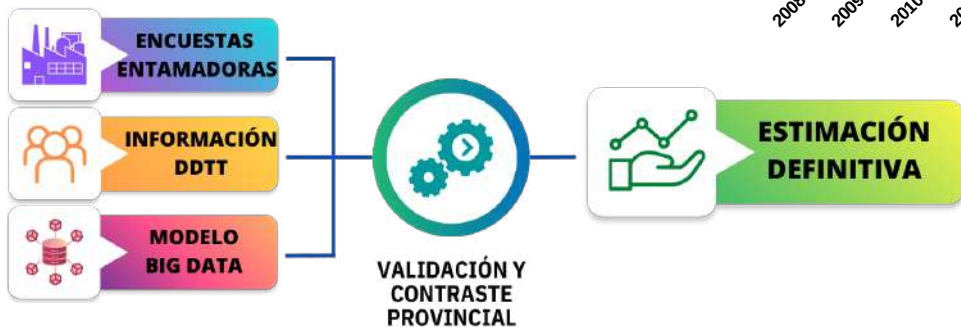 2008
2009
2010
ENCUESTAS
ENTAMADORAS
INFORMACIÓN
DDTT
MODELO
BIG DATA
VALIDACIÓN Y
CONTRASTE
PROVINCIAL
ESTIMACIÓN
DEFINITIVA